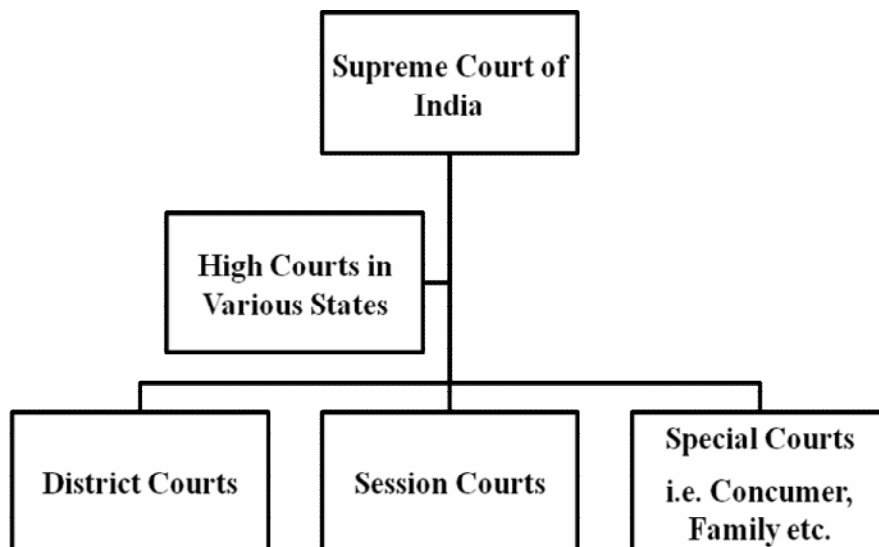 Supreme Court of
India
High Courts in
Various States
District Courts
Session Courts
Special Courts
i.e. Concumer,
Family etc.